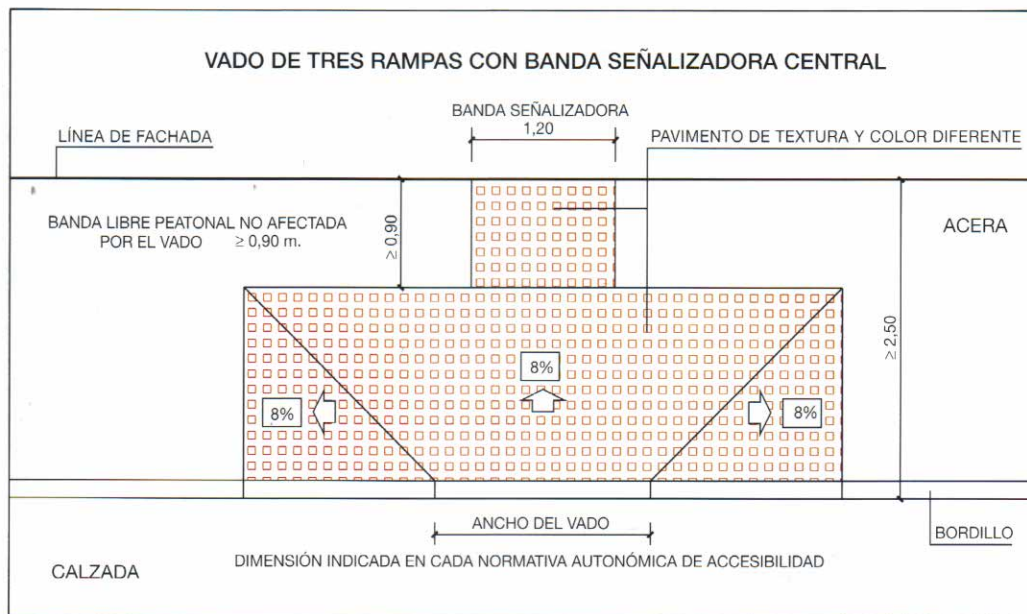 VADO DE TRES RAMPAS CON BANDA SEÑALIZADORA CENTRAL
BANDA SEÑALIZADORA
1,20
LÍNEA DE FACHADA
PAVIMENTO DE TEXTURA Y COLOR DIFERENTE
BANDA LIBRE PEATONAL NO AFECTADA
POR EL VADO ≥ 0,90 m.
≥ 0,90
ACERA
≥ 2,50
8%
8%
8%
ANCHO DEL VADO
BORDILLO
DIMENSIÓN INDICADA EN CADA NORMATIVA AUTONÓMICA DE ACCESIBILIDAD
CALZADA